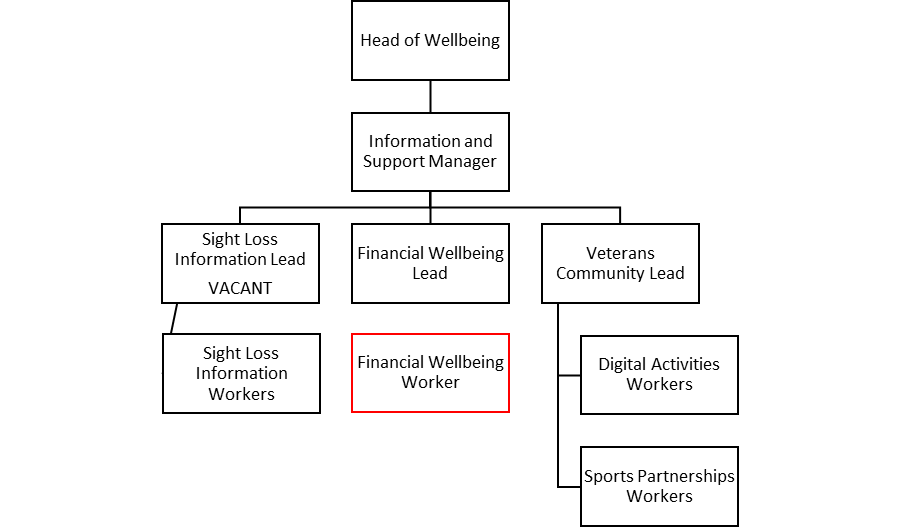 Head of Wellbeing
Information and
Support Manager
Sight Loss
Information Lead
VACANT
Financial Wellbeing
Lead
Veterans
Community Lead
Sight Loss
Information
Workers
Financial Wellbeing
Worker
Digital Activities
Workers
Sports Partnerships
Workers